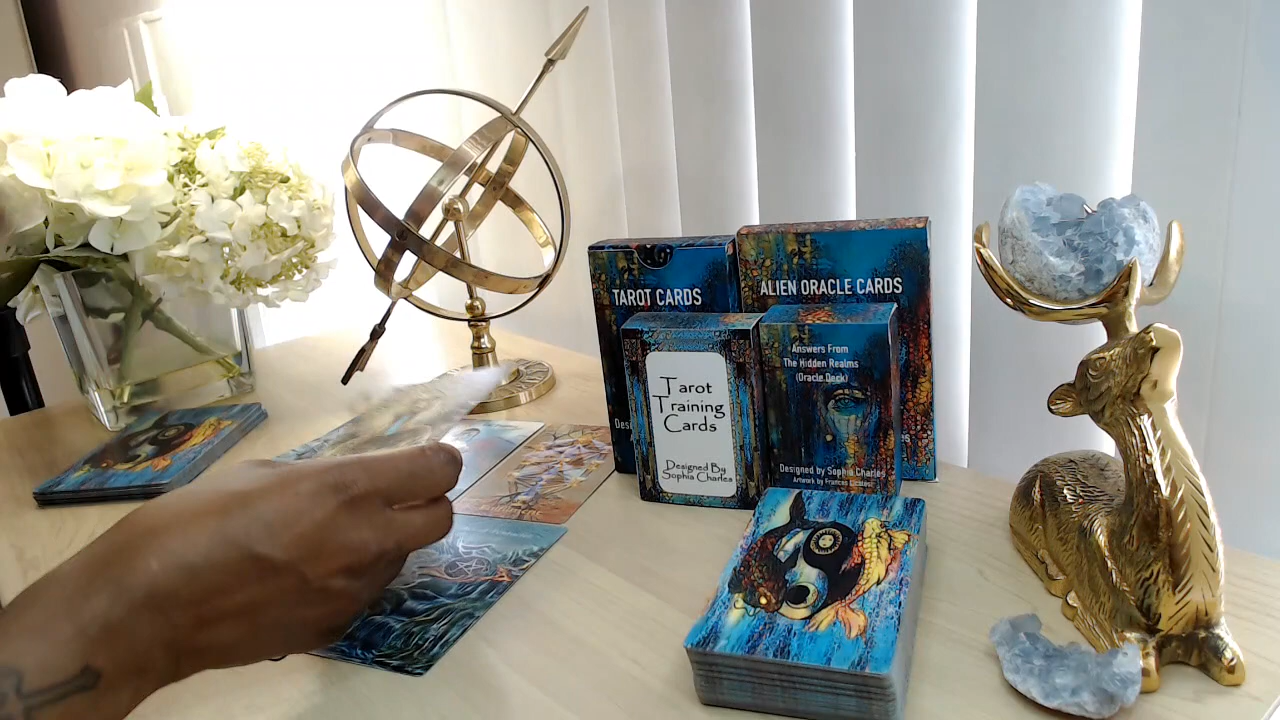 TAROT CARDS
ALIEN ORACLE CARDS
Tarot
Training
Cards
Designed By
Sophia Charles
Answers From
The Hidden Realms
(Oracle Deck)
Designed by Sophia Charles
Artwork by Frances